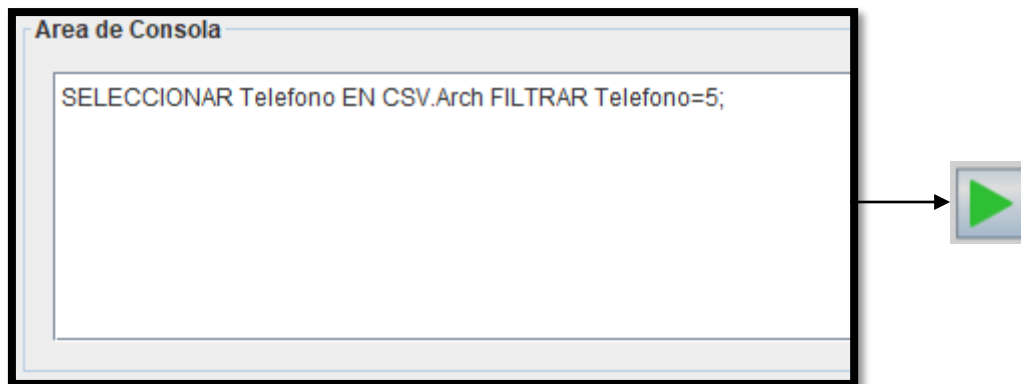 Area de Consola
SELECCIONAR Telefono EN CSV.Arch FILTRAR Telefono=5;